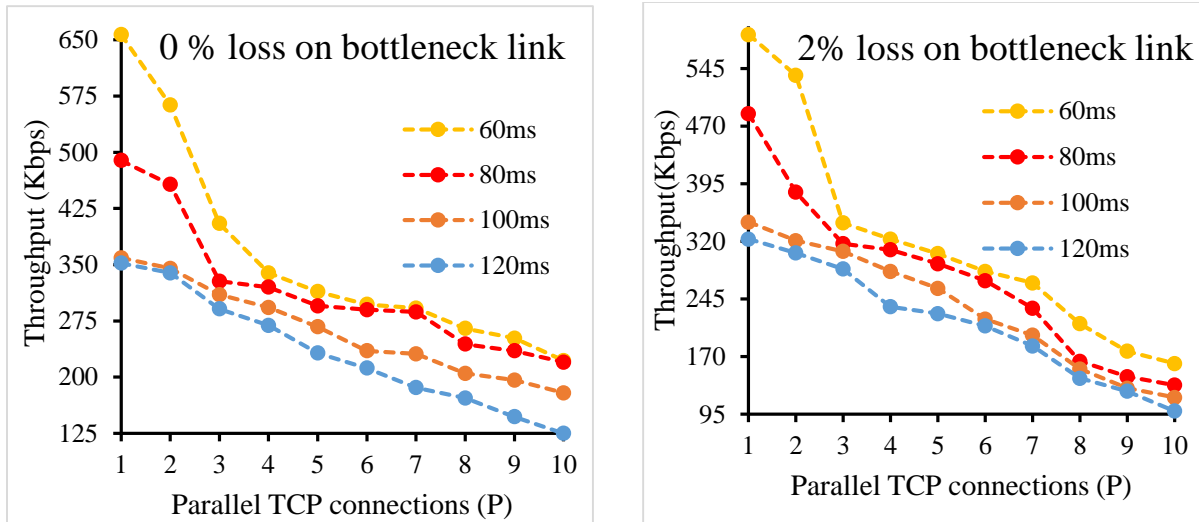 0 % loss on bottleneck link
Throughput (Kbps)
650
575
500
425
350
275
200
125
60ms
80ms
100ms
120ms
1 2 3 4 5 6 7 8 9 10
Parallel TCP connections (P)
2% loss on bottleneck link
Throughput(Kbps)
545
470
395
320
245
170
95
60ms
80ms
100ms
120ms
1 2 3 4 5 6 7 8 9 10
Parallel TCP connections (P)